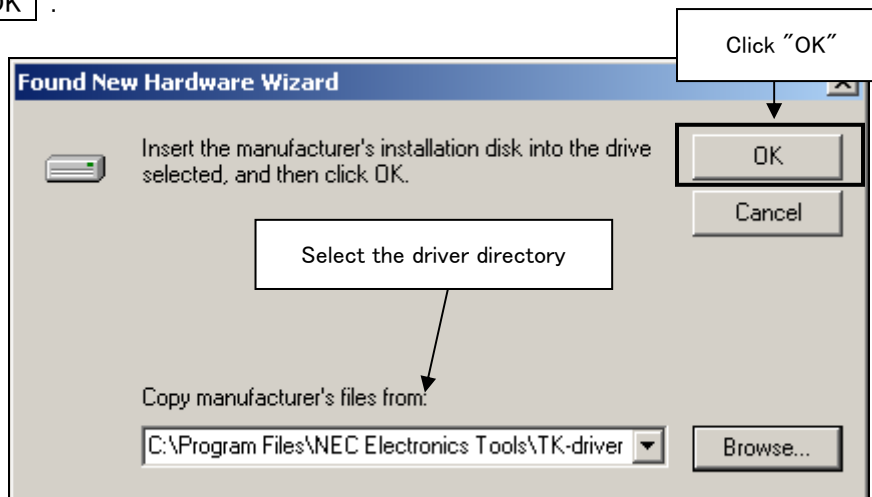 OK .
Click "OK"
Found New Hardware Wizard
Insert the manufacturer's installation disk into the drive
selected, and then click OK.
OK
Cancel
Select the driver directory
Copy manufacturer's files from:
C:\Program Files\NEC Electronics Tools\TK-driver
Browse...